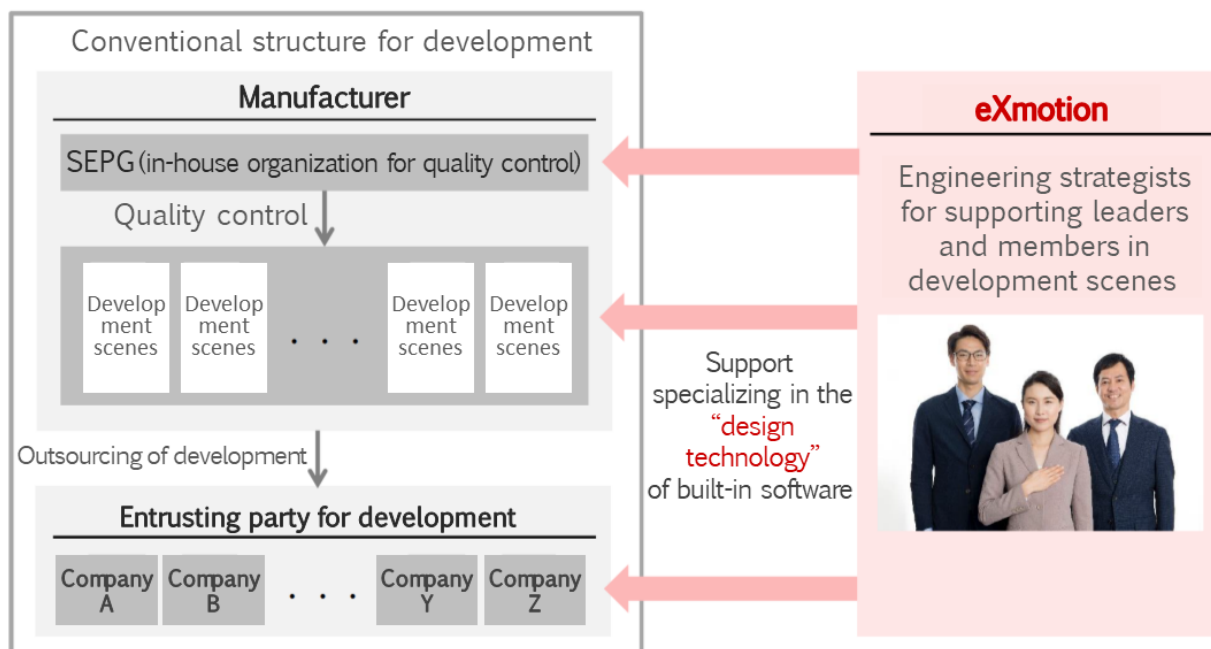 Conventional structure for development
Manufacturer
SEPG (in-house organization for quality control)
Quality control
Develop
ment
scenes
Develop
ment
scenes
. . .
Develop
ment
scenes
Develop
ment
scenes
Outsourcing of development
Entrusting party for development
Company
A
Company
B
. . .
Company
Y
Company
Z
Support
specializing in the
“design
technology”
of built-in software
eXmotion
Engineering strategists
for supporting leaders
and members in
development scenes